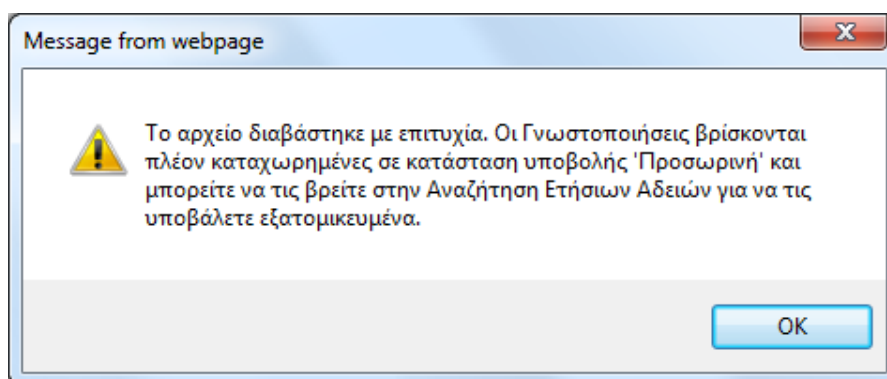 Message from webpage
Το αρχείο διαβάστηκε με επιτυχία. Οι Γνωστοποιήσεις βρίσκονται
πλέον καταχωρημένες σε κατάσταση υποβολής 'Προσωρινή' και
μπορείτε να τις βρείτε στην Αναζήτηση Ετήσιων Αδειών για να τις
υποβάλετε εξατομικευμένα.
OK